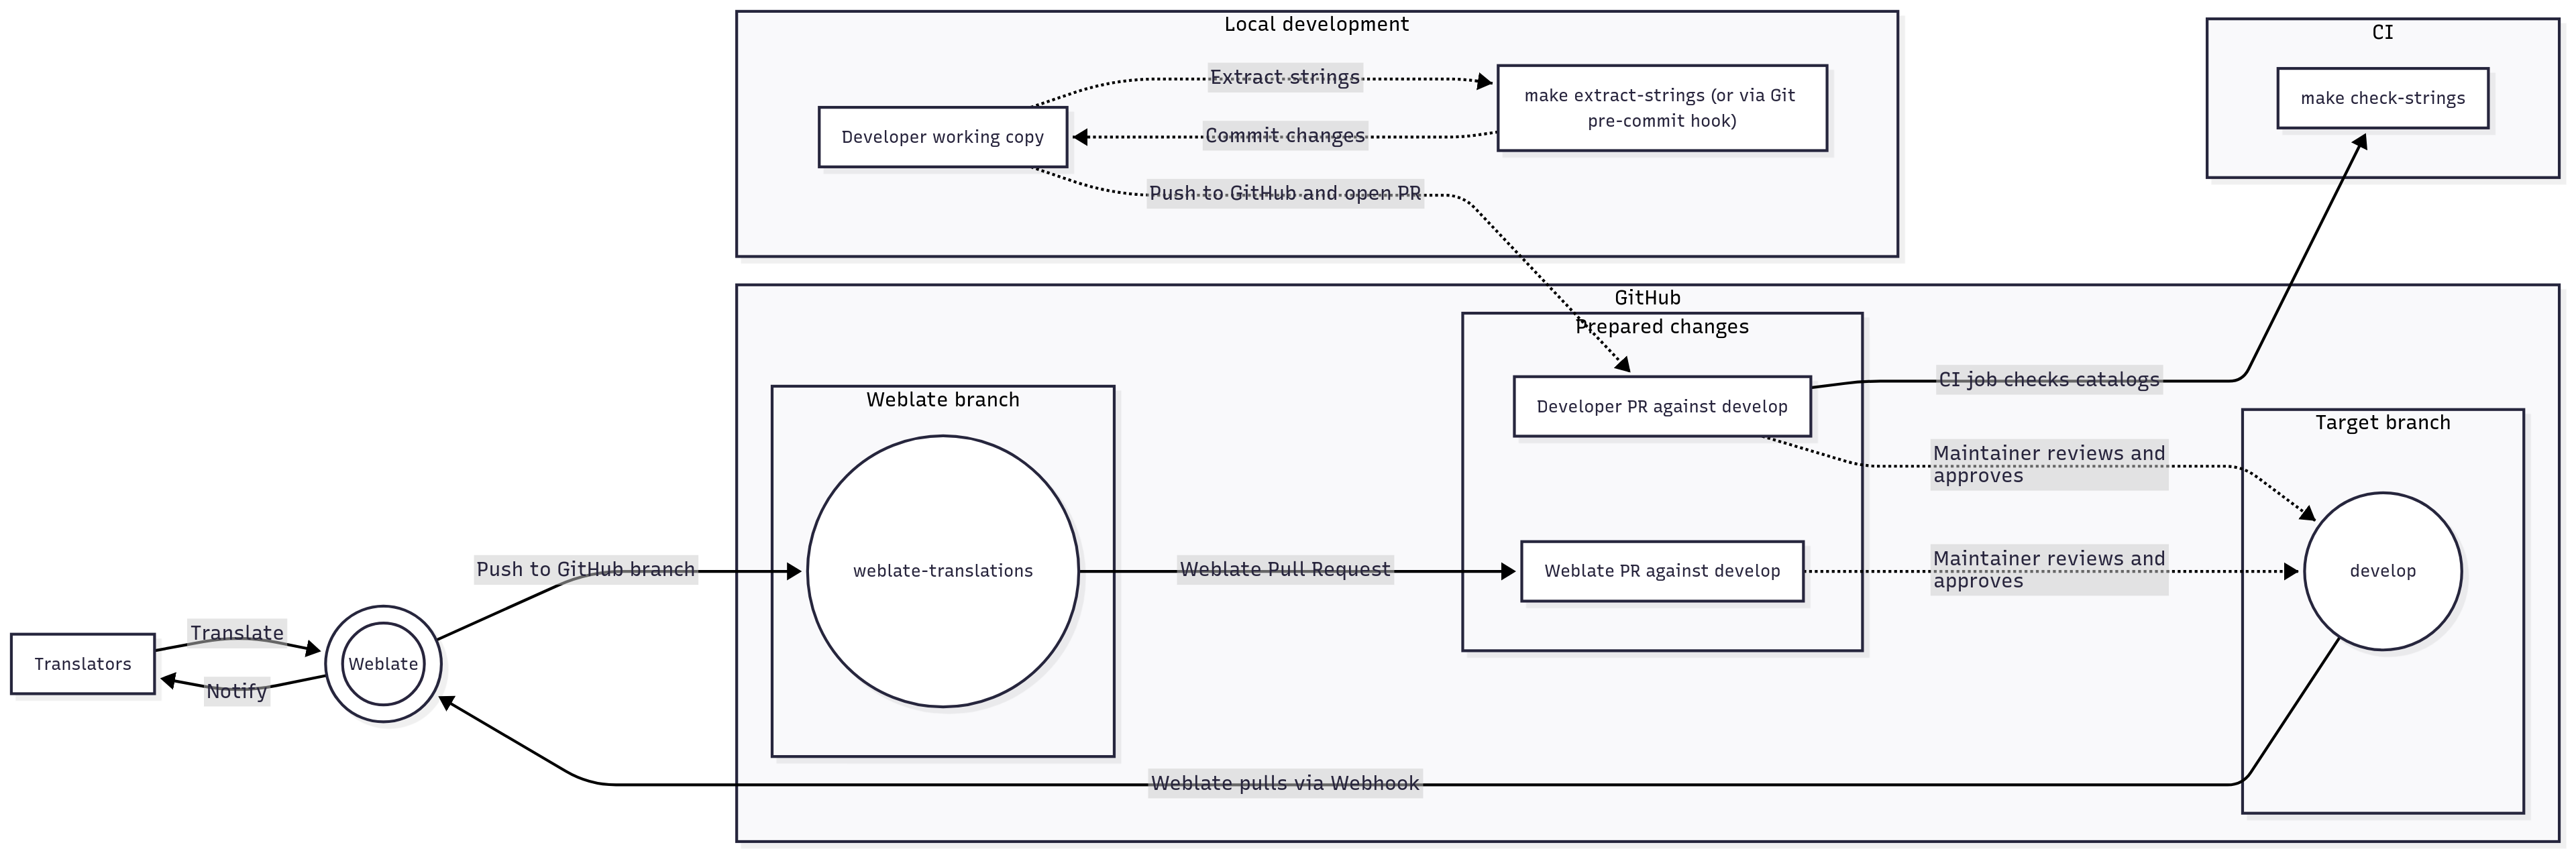 Local development
Extract strings
Developer working copy
make extract-strings (or via Git
pre-commit hook)
Commit changes
Push to GitHub and open PR
CI
make check-strings
GitHub
Prepared changes
Developer PR against develop
CI job checks catalogs
Weblate branch
Target branch
Maintainer reviews and
approves
Push to GitHub branch
weblate-translations
Weblate Pull Request
Weblate PR against develop
Maintainer reviews and
approves
develop
Translate
Translators
Weblate
Notify
Weblate pulls via Webhook